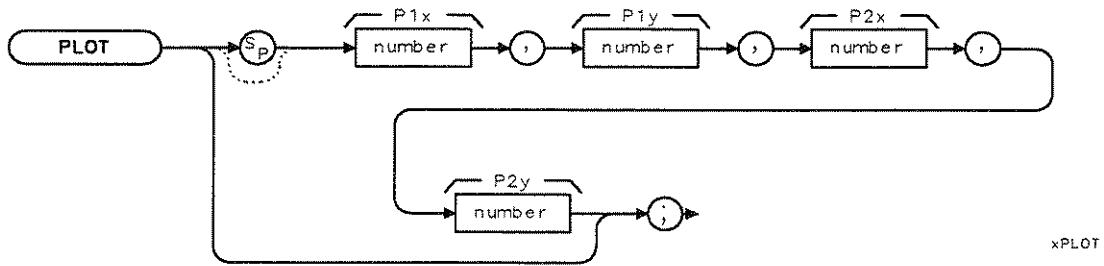 P1x P1y P2x
PLOT SP number , number , number ,
P2y
number ;
xPLOT